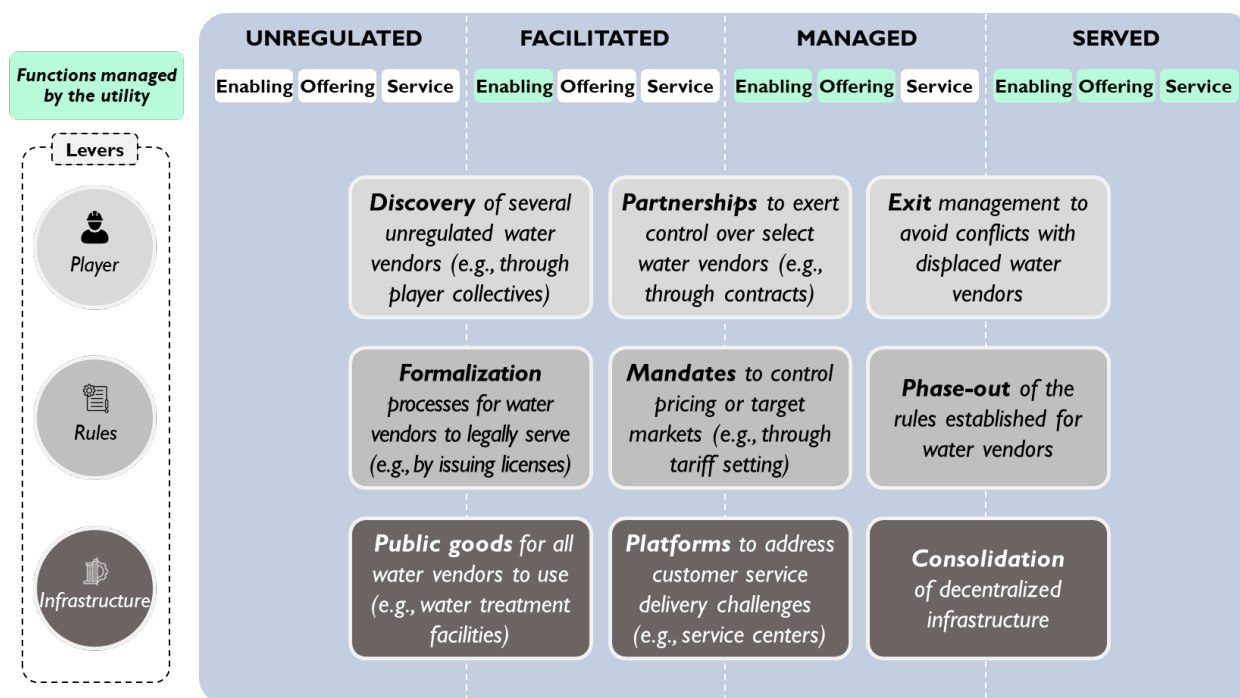 UNREGULATED
FACILITATED
MANAGED
SERVED
Functions managed
by the utility
Enabling Offering Service
Enabling Offering Service
Enabling Offering Service
Enabling Offering Service
Levers
Player
Discovery of several
unregulated water
vendors (e.g., through
player collectives)
Partnerships to exert
control over select
water vendors (e.g.,
through contracts)
Exit management to
avoid conflicts with
displaced water
vendors
Rules
Formalization
processes for water
vendors to legally serve
(e.g., by issuing licenses)
Mandates to control
pricing or target
markets (e.g., through
tariff setting)
Phase-out of the
rules established for
water vendors
Infrastructure
Public goods for all
water vendors to use
(e.g., water treatment
facilities)
Platforms to address
customer service
delivery challenges
(e.g., service centers)
Consolidation
of decentralized
infrastructure